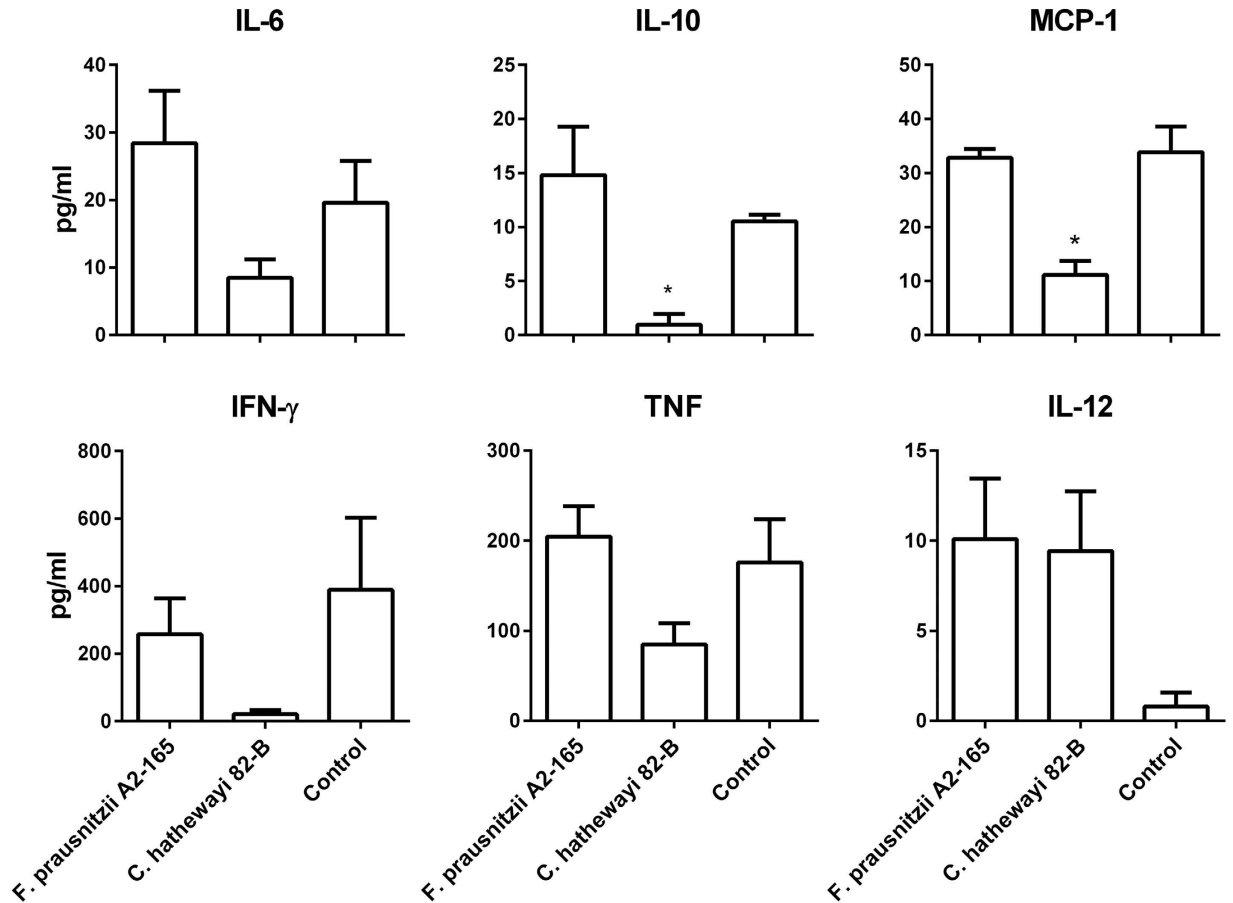 IL-6
IL-10
MCP-1
pg/ml
40
30
20
10
0
25
20
15
10
5
0
*
50
40
30
20
10
0
*
IFN-γ
TNF
IL-12
pg/ml
800
600
400
200
0
300
200
100
0
15
10
5
0
F. prausnitzii A2-165
C. hathewayi 82-B
Control
F. prausnitzii A2-165
C. hathewayi 82-B
Control
F. prausnitzii A2-165
C. hathewayi 82-B
Control